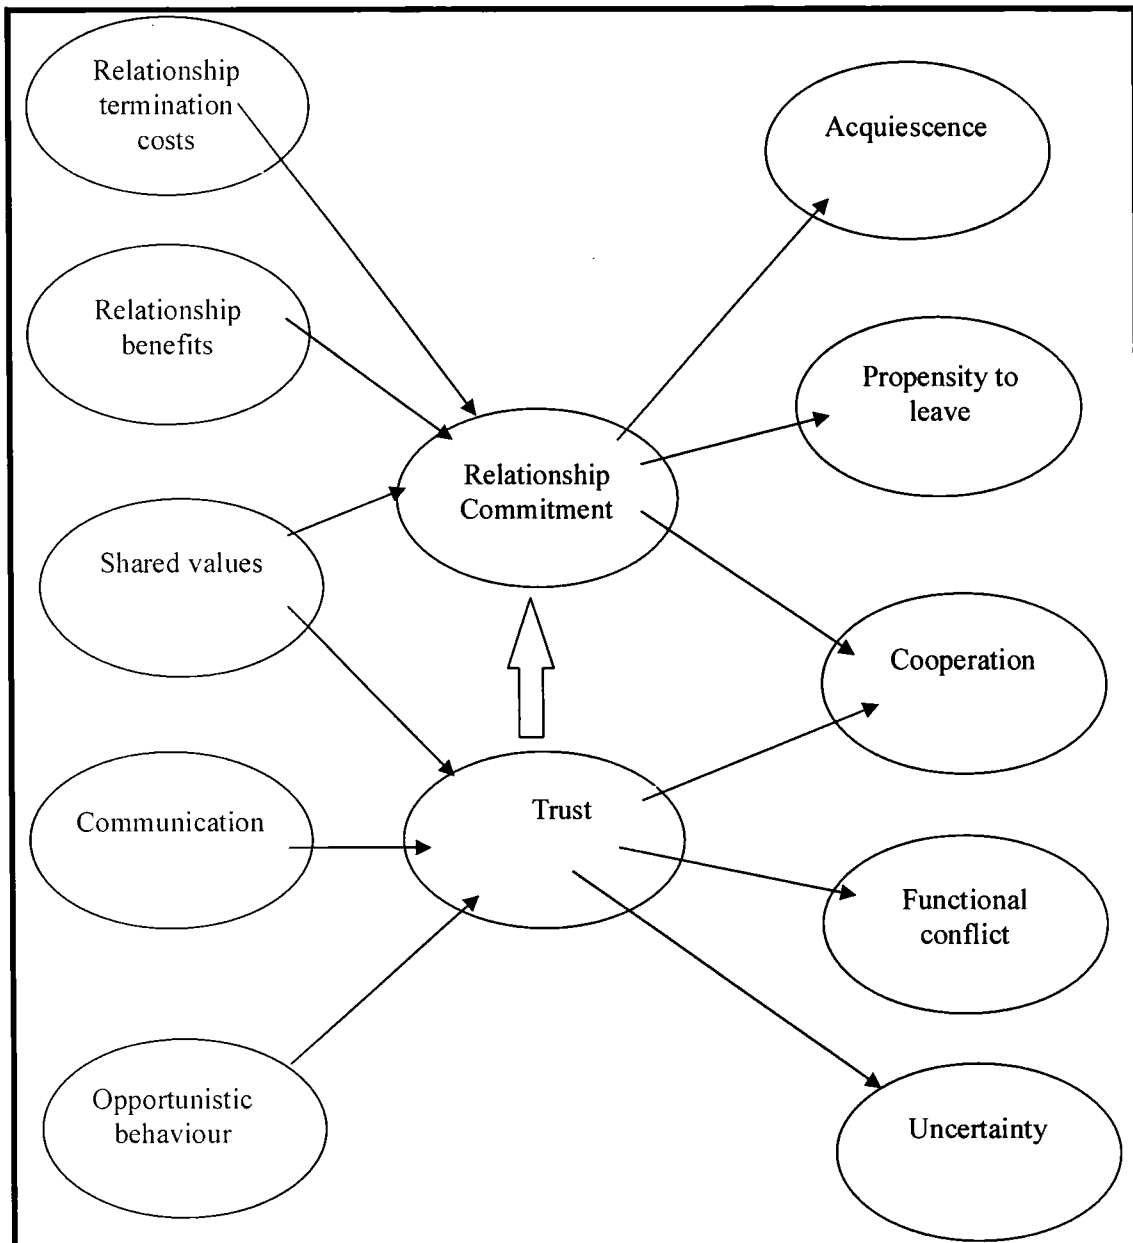 Relationship
termination
costs
Relationship
benefits
Shared values
Communication
Opportunistic
behaviour
Relationship
Commitment
Trust
Acquiescence
Propensity to
leave
Cooperation
Functional
conflict
Uncertainty